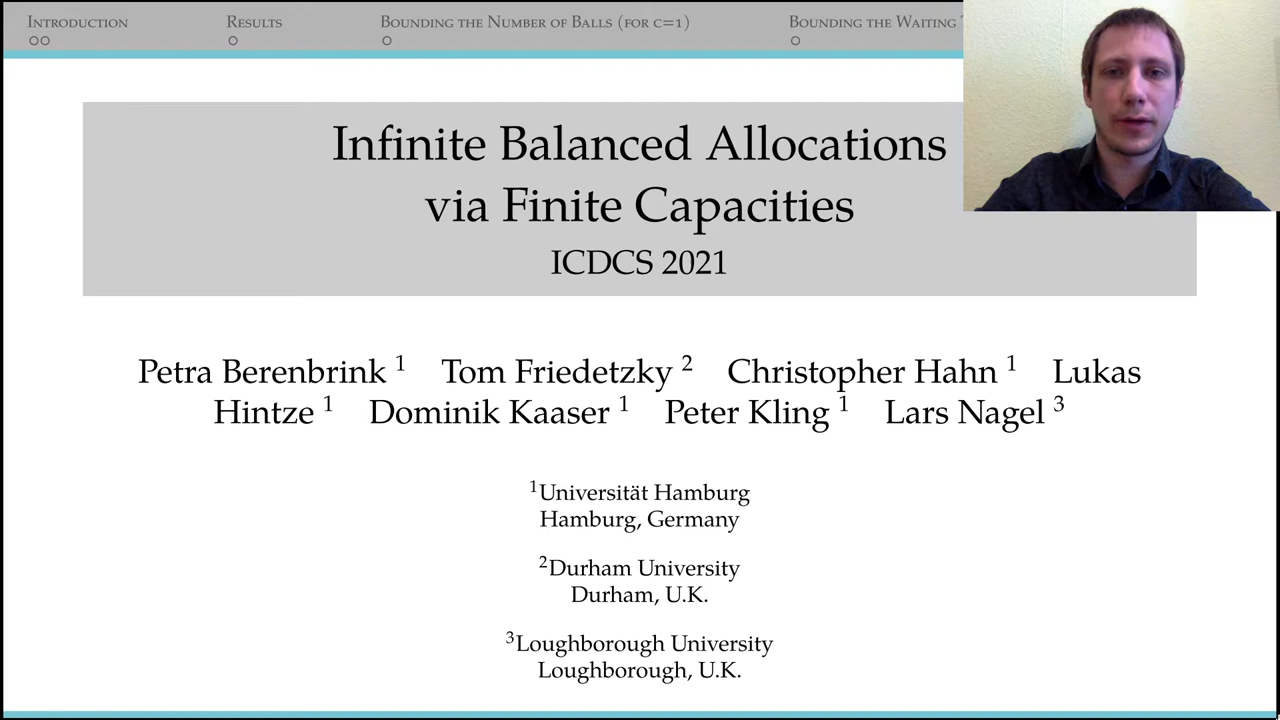 Introduction Results Bounding the Number of Balls (for c=1) Bounding the Waiting
Infinite Balanced Allocations
via Finite Capacities
ICDCS 2021
Petra Berenbrink 1 Tom Friedetzky 2 Christopher Hahn 1 Lukas
Hintze 1 Dominik Kaaser 1 Peter Kling 1 Lars Nagel 3
1Universität Hamburg
Hamburg, Germany
2Durham University
Durham, U.K.
3Loughborough University
Loughborough, U.K.